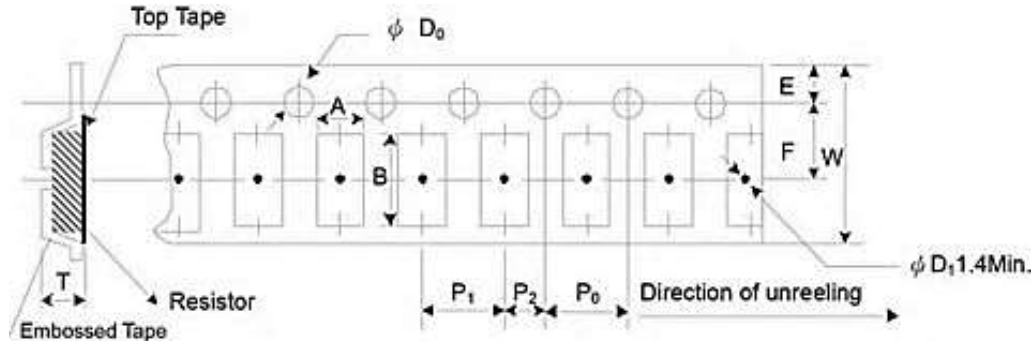 Top Tape
ϕ D₀
E
A
F
W
B
ϕ D₁ 1.4Min.
T
Resistor
P₁
P₂
P₀
Direction of unreeling
Embossed Tape